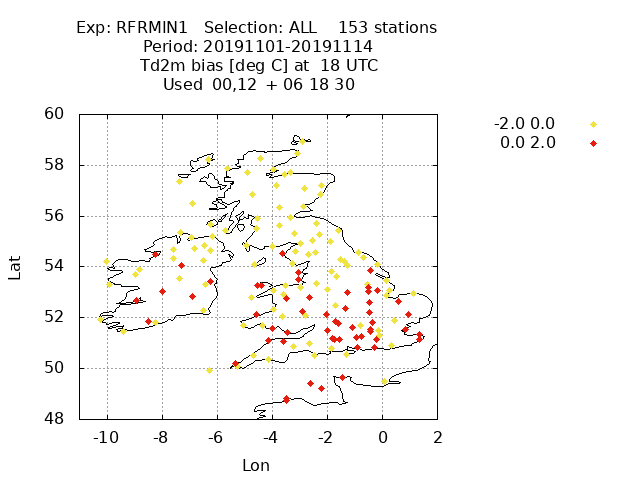 Exp: RFRMIN1 Selection: ALL 153 stations
Period: 20191101-20191114
Td2m bias [deg C] at 18 UTC
Used 00,12 + 06 18 30
-2.0 0.0
0.0 2.0
60
58
56
54
52
50
48
Lat
-10 -8 -6 -4 -2 0 2
Lon